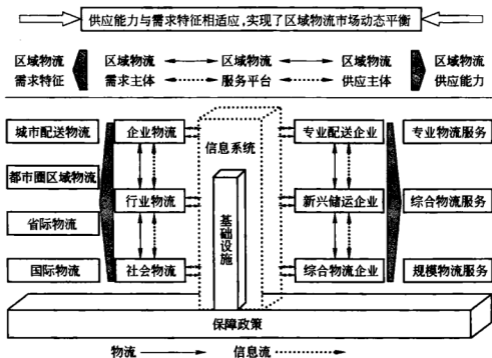 供应能力与需求特征相适应,实现了区域物流市场动态平衡
区域物流 区域物流 区域物流 区域物流 区域物流
需求特征 需求主体 服务平台 供应主体 供应能力
城市配送物流 企业物流 信息系统 专业配送企业 专业物流服务
都市圈区域物流 行业物流 基础设施 新兴储运企业 综合物流服务
省际物流
国际物流 社会物流 综合物流企业 规模物流服务
保障政策
物流 信息流